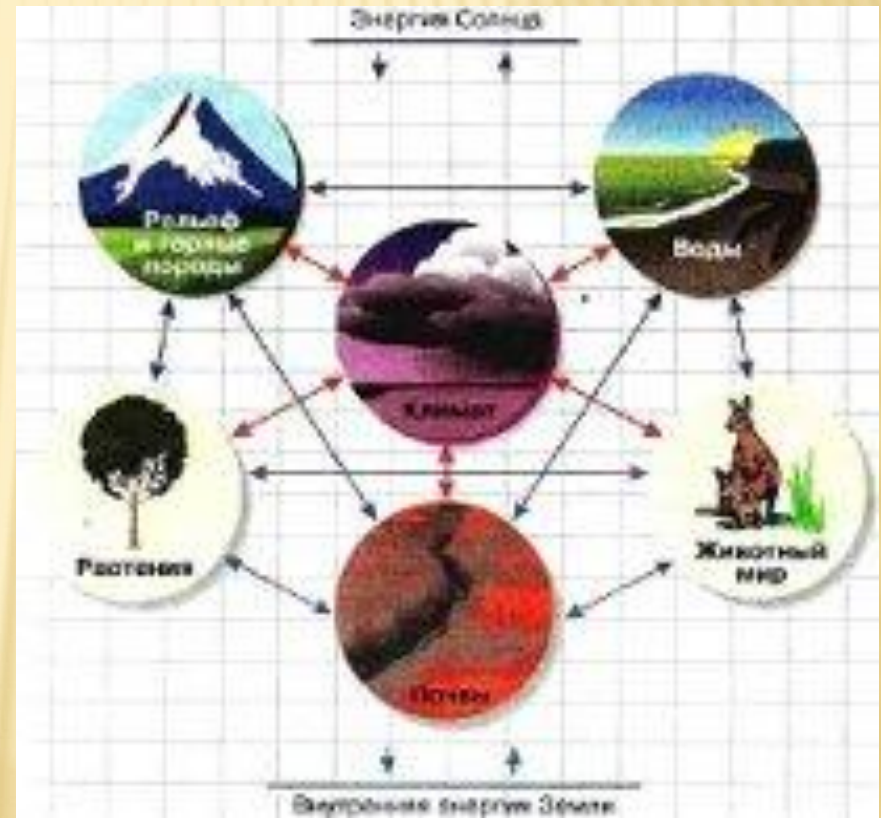 Энергия Солнца
Рельеф
и горные
породы
Воды
Климат
Растения
Животный
мир
Почвы
Внутренняя энергия Земли